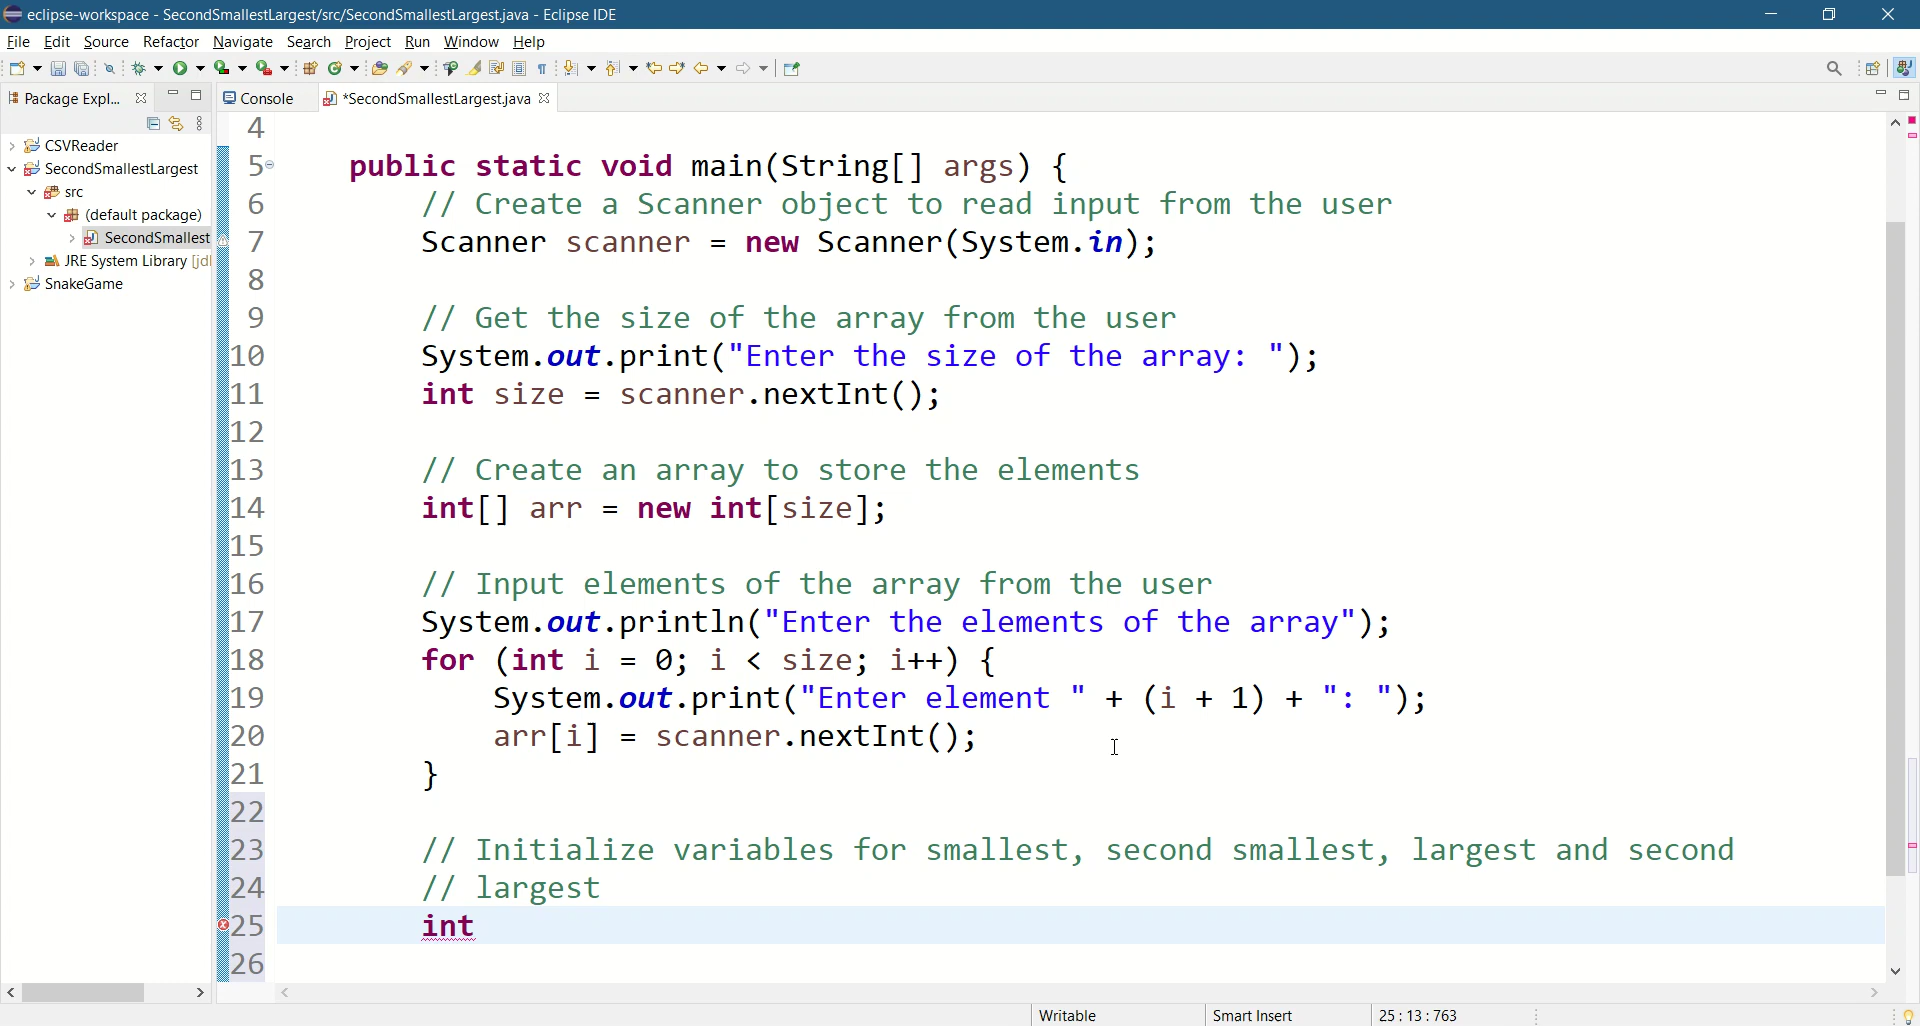 eclipse-workspace - SecondSmallestLargest/src/SecondSmallestLargest.java - Eclipse IDE
File Edit Source Refactor Navigate Search Project Run Window Help
Package Expl...
Console
*SecondSmallestLargest.java
CSVReader
SecondSmallestLargest
src
(default package)
SecondSmallest
JRE System Library [jd
SnakeGame
4
5 public static void main(String[] args) {
6 // Create a Scanner object to read input from the user
7 Scanner scanner = new Scanner(System.in);
8
9 // Get the size of the array from the user
10 System.out.print("Enter the size of the array: ");
11 int size = scanner.nextInt();
12
13 // Create an array to store the elements
14 int[] arr = new int[size];
15
16 // Input elements of the array from the user
17 System.out.println("Enter the elements of the array");
18 for (int i = 0; i < size; i++) {
19 System.out.print("Enter element " + (i + 1) + ": ");
20 arr[i] = scanner.nextInt();
21 }
22
23 // Initialize variables for smallest, second smallest, largest and second
24 // largest
25 int
26
Writable Smart Insert 25 : 13 : 763